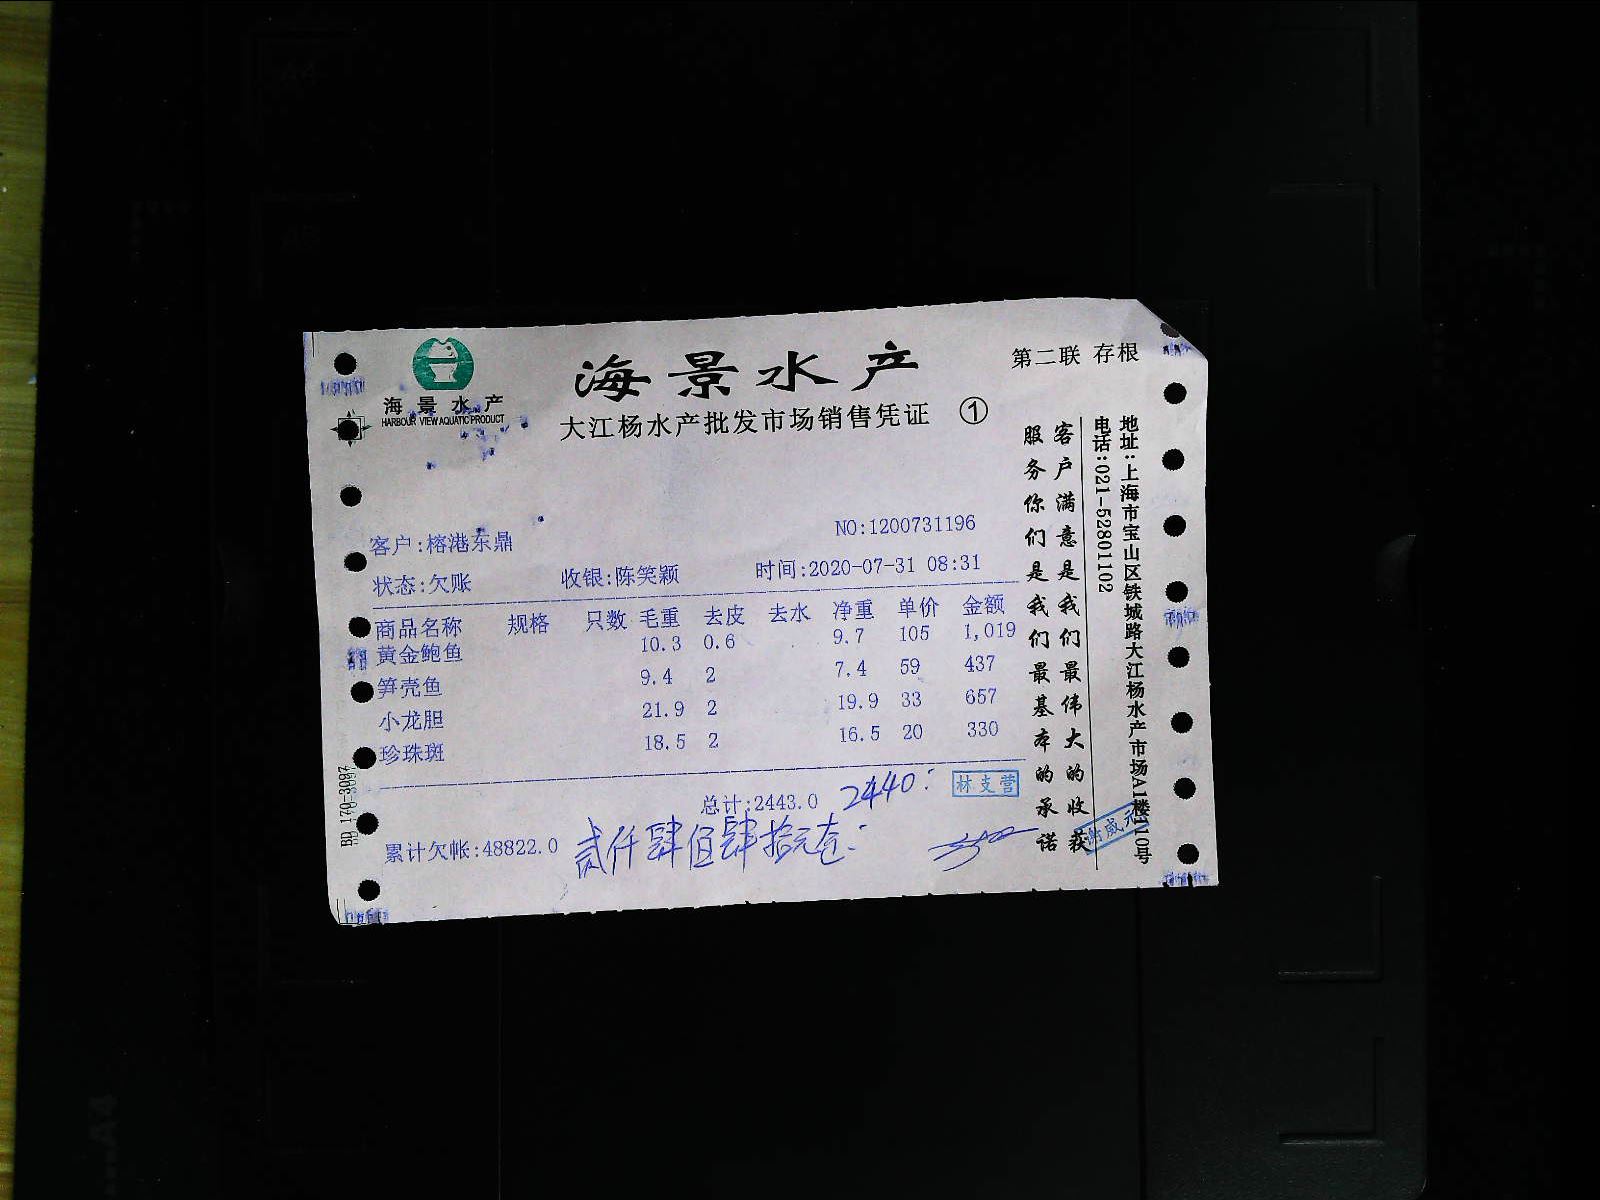 海景水产
HARBOUR VIEW AQUATIC PRODUCT
海景水产
大江杨水产批发市场销售凭证 ①
第二联 存根
NO:1200731196
客户:榕港东鼎
状态:欠账 收银:陈笑颖 时间:2020-07-31 08:31
商品名称 规格 只数 毛重 去皮 去水 净重 单价 金额
黄金鲍鱼 10.3 0.6 9.7 105 1,019
笋壳鱼 9.4 2 7.4 59 437
小龙胆 21.9 2 19.9 33 657
珍珠斑 18.5 2 16.5 20 330
总计:2443.0 2440
林支营
累计欠帐:48822.0 贰仟肆佰肆拾元
客户满意是我们最伟大的收获
服务你们是我们最基本的承诺
地址:上海市宝山区铁城路大江杨水产市场A1楼110号
电话:021-52801102
BD 170-3097